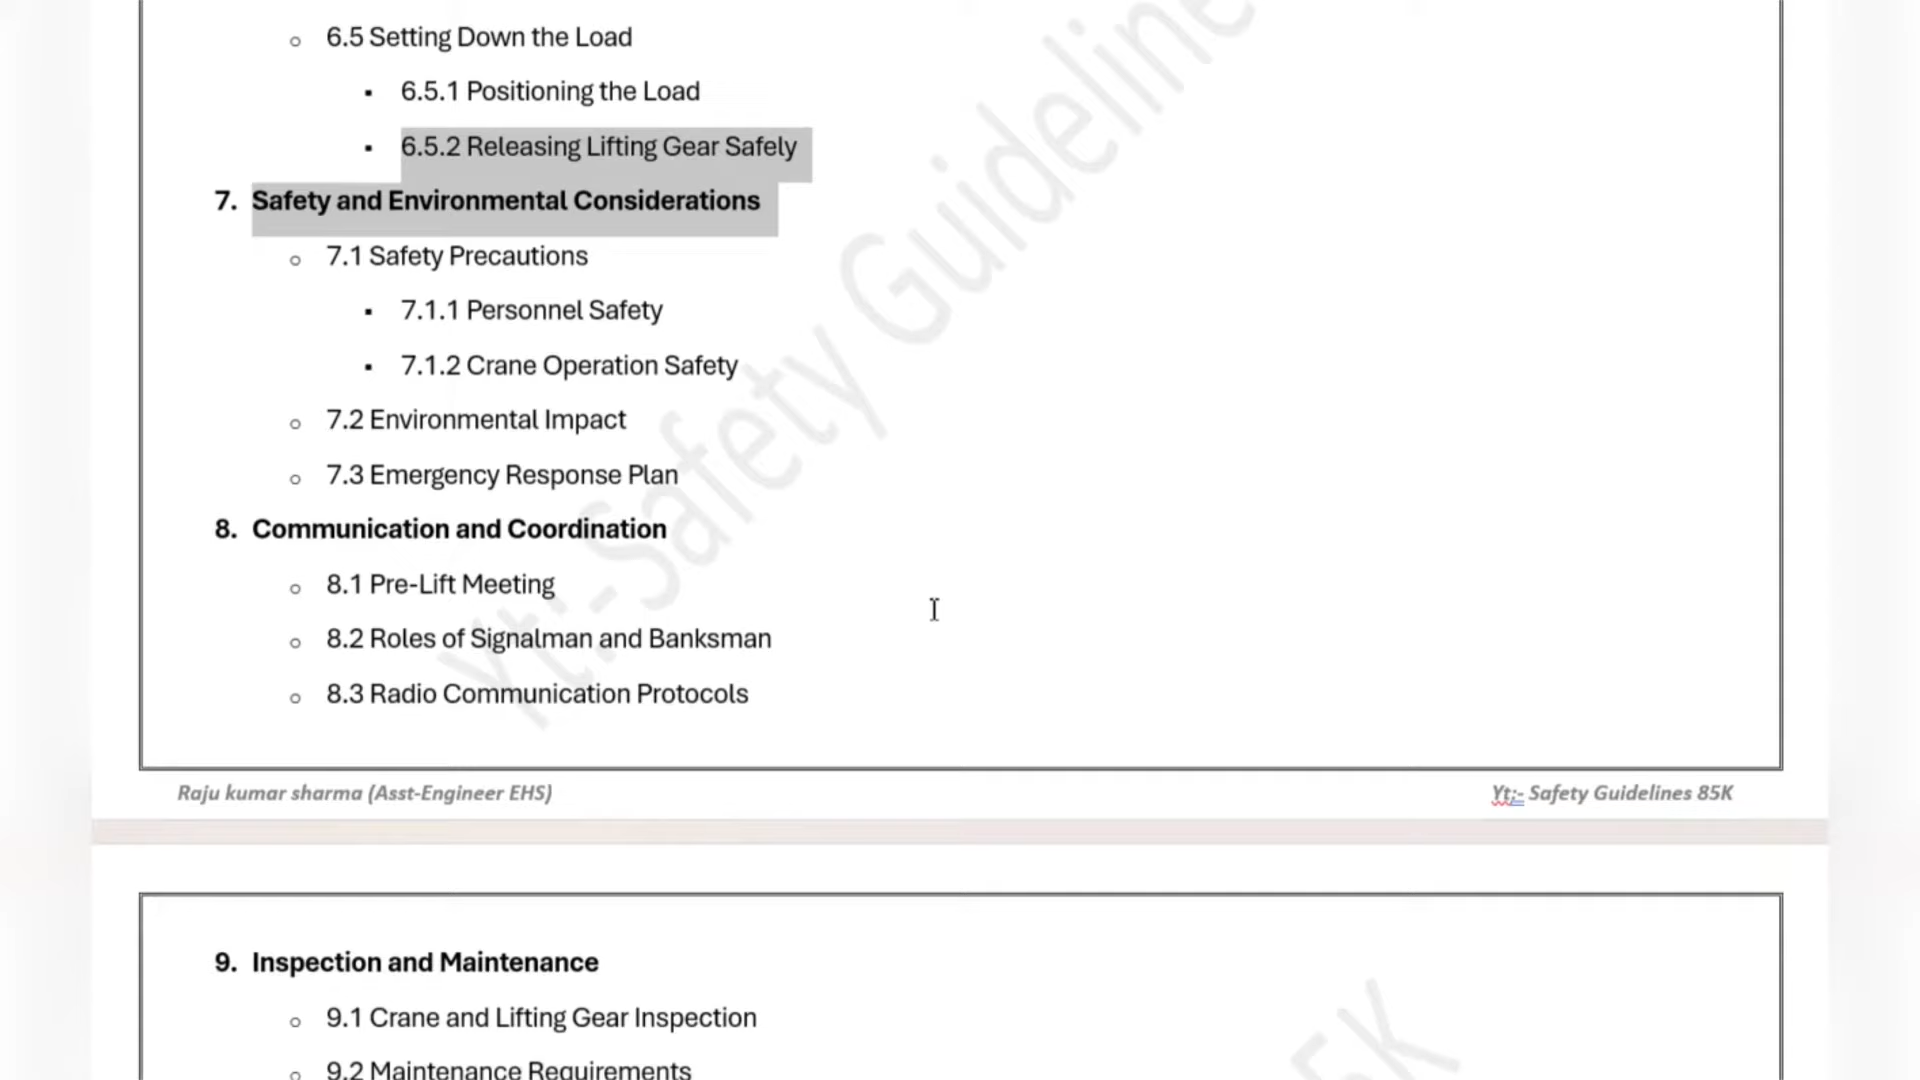 6.5 Setting Down the Load
6.5.1 Positioning the Load
6.5.2 Releasing Lifting Gear Safely
7. Safety and Environmental Considerations
7.1 Safety Precautions
7.1.1 Personnel Safety
7.1.2 Crane Operation Safety
7.2 Environmental Impact
7.3 Emergency Response Plan
8. Communication and Coordination
8.1 Pre-Lift Meeting
8.2 Roles of Signalman and Banksman
8.3 Radio Communication Protocols
Yt:-Safety Guideline
Raju kumar sharma (Asst-Engineer EHS) Yt:- Safety Guidelines 85K
9. Inspection and Maintenance
9.1 Crane and Lifting Gear Inspection
9.2 Maintenance Requirements
5K